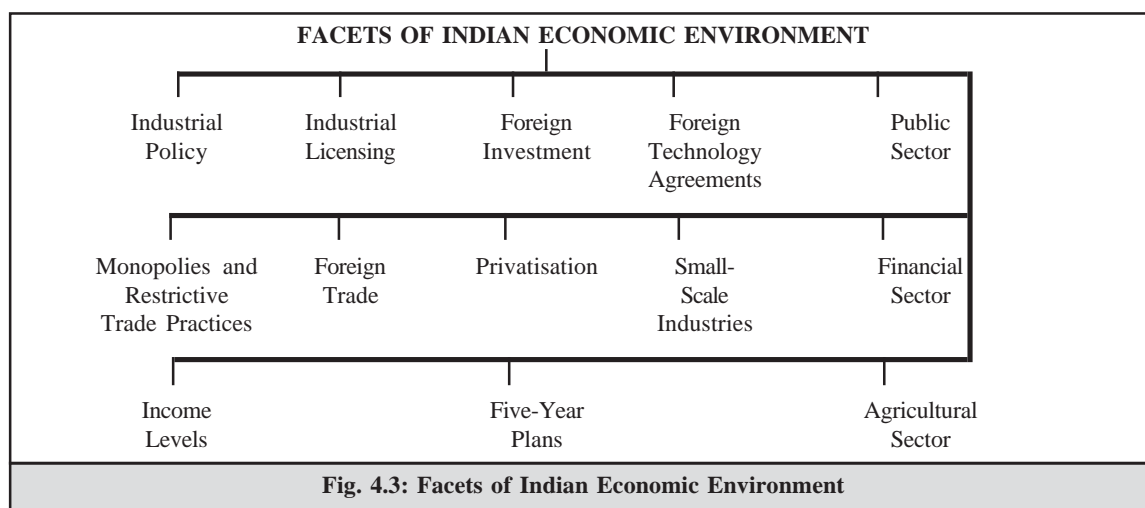 FACETS OF INDIAN ECONOMIC ENVIRONMENT
Industrial
Policy
Industrial
Licensing
Foreign
Investment
Foreign
Technology
Agreements
Public
Sector
Monopolies and
Restrictive
Trade Practices
Foreign
Trade
Privatisation
Small-
Scale
Industries
Financial
Sector
Income
Levels
Five-Year
Plans
Agricultural
Sector
Fig. 4.3: Facets of Indian Economic Environment